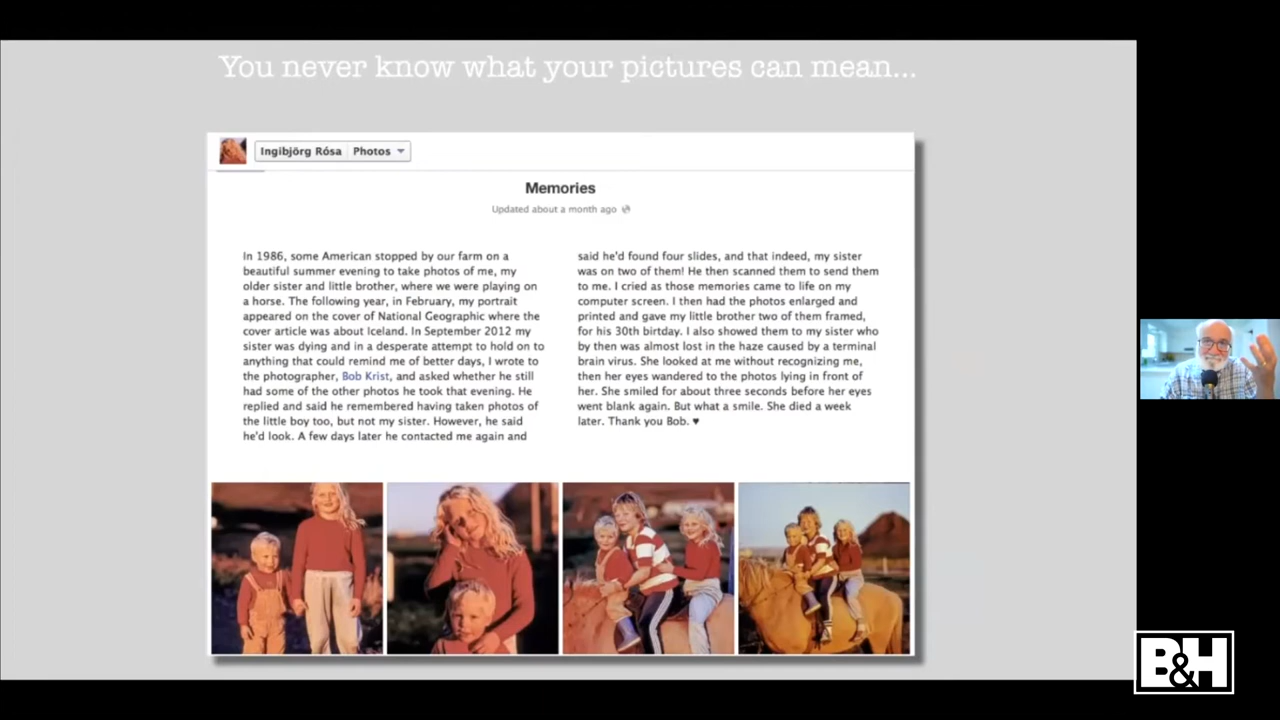 You never know what your pictures can mean...
Ingibjörg Rósa Photos
Memories
Updated about a month ago
In 1986, some American stopped by our farm on a
beautiful summer evening to take photos of me, my
older sister and little brother, where we were playing on
a horse. The following year, in February, my portrait
appeared on the cover of National Geographic where the
cover article was about Iceland. In September 2012 my
sister was dying and in a desperate attempt to hold on to
anything that could remind me of better days, I wrote to
the photographer, Bob Krist, and asked whether he still
had some of the other photos he took that evening. He
replied and said he remembered having taken photos of
the little boy too, but not my sister. However, he said
he'd look. A few days later he contacted me again and
said he'd found four slides, and that indeed, my sister
was on two of them! He then scanned them to send them
to me. I cried as those memories came to life on my
computer screen. I then had the photos enlarged and
printed and gave my little brother two of them framed,
for his 30th birtday. I also showed them to my sister who
by then was almost lost in the haze caused by a terminal
brain virus. She looked at me without recognizing me,
then her eyes wandered to the photos lying in front of
her. She smiled for about three seconds before her eyes
went blank again. But what a smile. She died a week
later. Thank you Bob. ♥
B&H